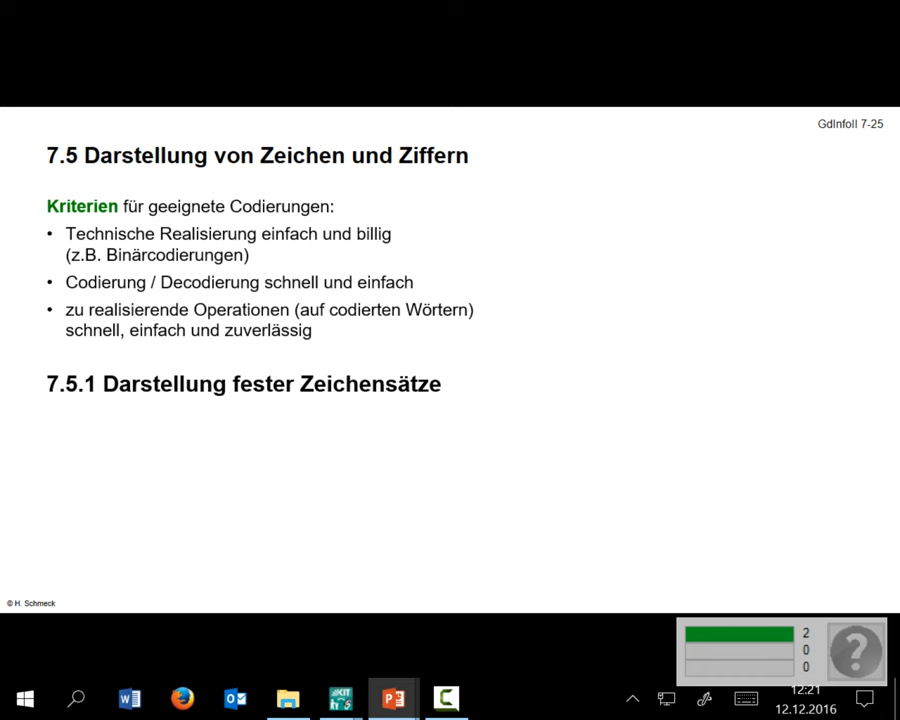 GdInfoII 7-25
7.5 Darstellung von Zeichen und Ziffern
Kriterien für geeignete Codierungen:
• Technische Realisierung einfach und billig
(z.B. Binärcodierungen)
• Codierung / Decodierung schnell und einfach
• zu realisierende Operationen (auf codierten Wörtern)
schnell, einfach und zuverlässig
7.5.1 Darstellung fester Zeichensätze
© H. Schmeck
2
0
0
?
12:21
12.12.2016